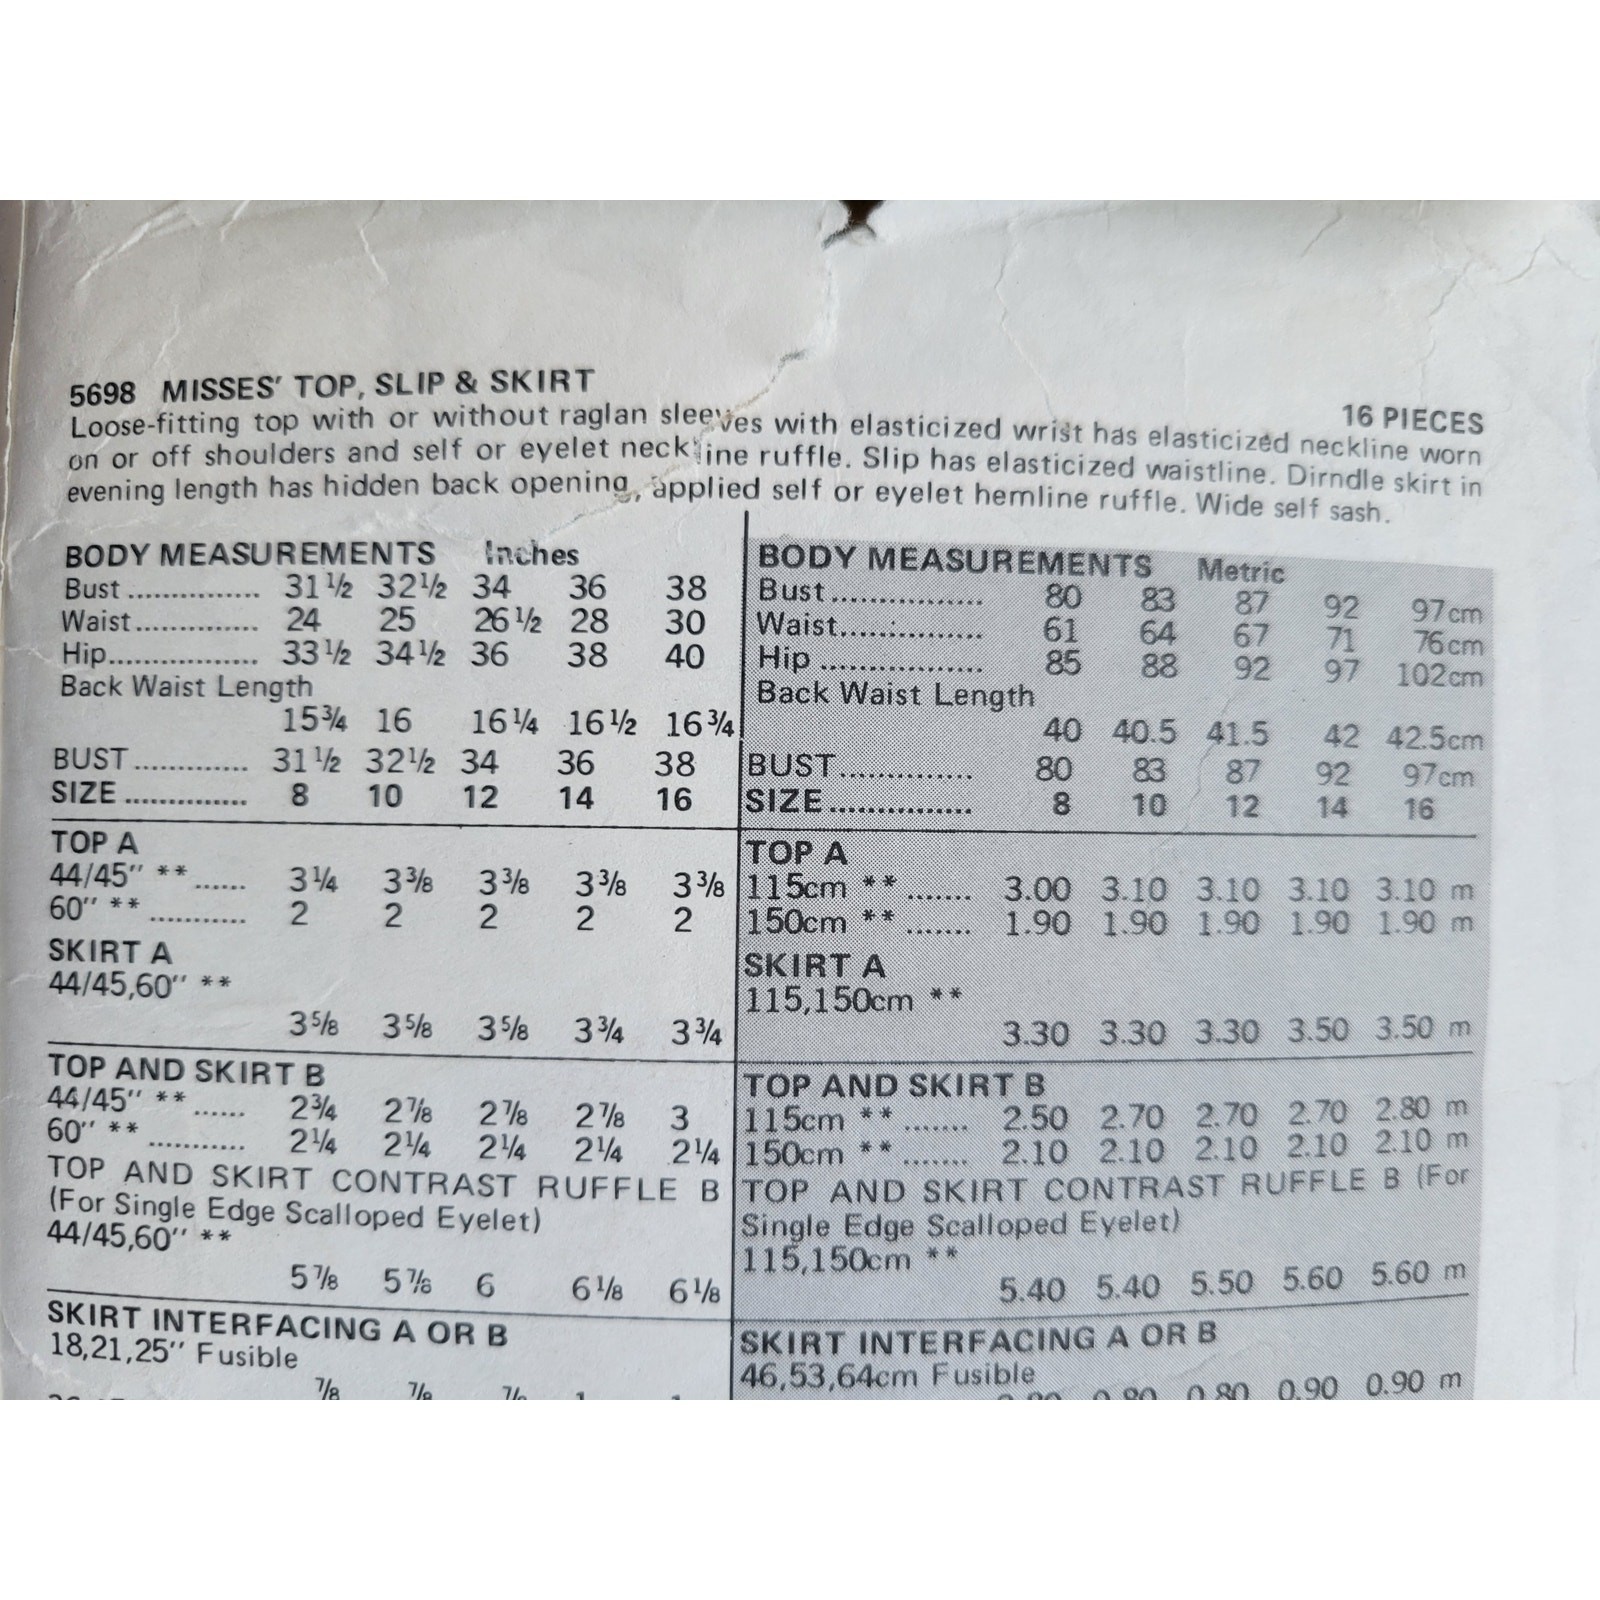 5698 MISSES' TOP, SLIP & SKIRT
16 PIECES
Loose-fitting top with or without raglan sleeves with elasticized wrist has elasticized neckline worn
on or off shoulders and self or eyelet neckline ruffle. Slip has elasticized waistline. Dirndle skirt in
evening length has hidden back opening, applied self or eyelet hemline ruffle. Wide self sash.
BODY MEASUREMENTS Inches
Bust ............... 31½ 32½ 34 36 38
Waist.............. 24 25 26½ 28 30
Hip................. 33½ 34½ 36 38 40
Back Waist Length
15¾ 16 16¼ 16½ 16¾
BUST ............. 31½ 32½ 34 36 38
SIZE .............. 8 10 12 14 16
TOP A
44/45" ** ...... 3¼ 3⅜ 3⅜ 3⅜ 3⅜
60" ** ........... 2 2 2 2 2
SKIRT A
44/45,60" **
3⅝ 3⅝ 3⅝ 3¾ 3¾
TOP AND SKIRT B
44/45" ** ...... 2¾ 2⅞ 2⅞ 2⅞ 3
60" ** ........... 2¼ 2¼ 2¼ 2¼ 2¼
TOP AND SKIRT CONTRAST RUFFLE B
(For Single Edge Scalloped Eyelet)
44/45,60" **
5⅞ 5⅞ 6 6⅛ 6⅛
SKIRT INTERFACING A OR B
18,21,25" Fusible
⅞ ⅞ ⅞ 1 1
BODY MEASUREMENTS Metric
Bust ................ 80 83 87 92 97cm
Waist............... 61 64 67 71 76cm
Hip ................. 85 88 92 97 102cm
Back Waist Length
40 40.5 41.5 42 42.5cm
BUST.............. 80 83 87 92 97cm
SIZE............... 8 10 12 14 16
TOP A
115cm ** ....... 3.00 3.10 3.10 3.10 3.10 m
150cm ** ....... 1.90 1.90 1.90 1.90 1.90 m
SKIRT A
115,150cm **
3.30 3.30 3.30 3.50 3.50 m
TOP AND SKIRT B
115cm ** ....... 2.50 2.70 2.70 2.70 2.80 m
150cm ** ....... 2.10 2.10 2.10 2.10 2.10 m
TOP AND SKIRT CONTRAST RUFFLE B (For
Single Edge Scalloped Eyelet)
115,150cm **
5.40 5.40 5.50 5.60 5.60 m
SKIRT INTERFACING A OR B
46,53,64cm Fusible
0.80 0.80 0.80 0.90 0.90 m